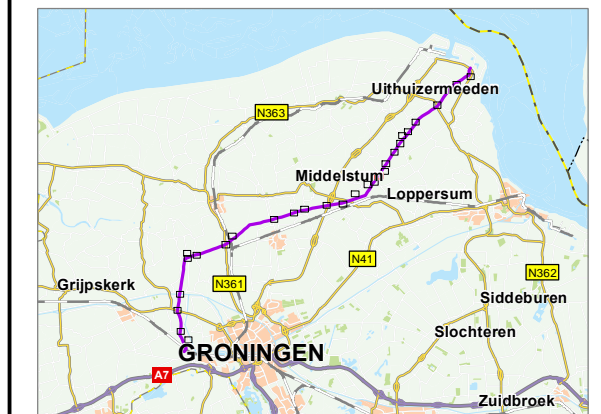 Uithuizermeeden
N363
Middelstum
Loppersum
N41
N362
Grijpskerk
N361
Siddeburen
Slochteren
GRONINGEN
A7
Zuidbroek